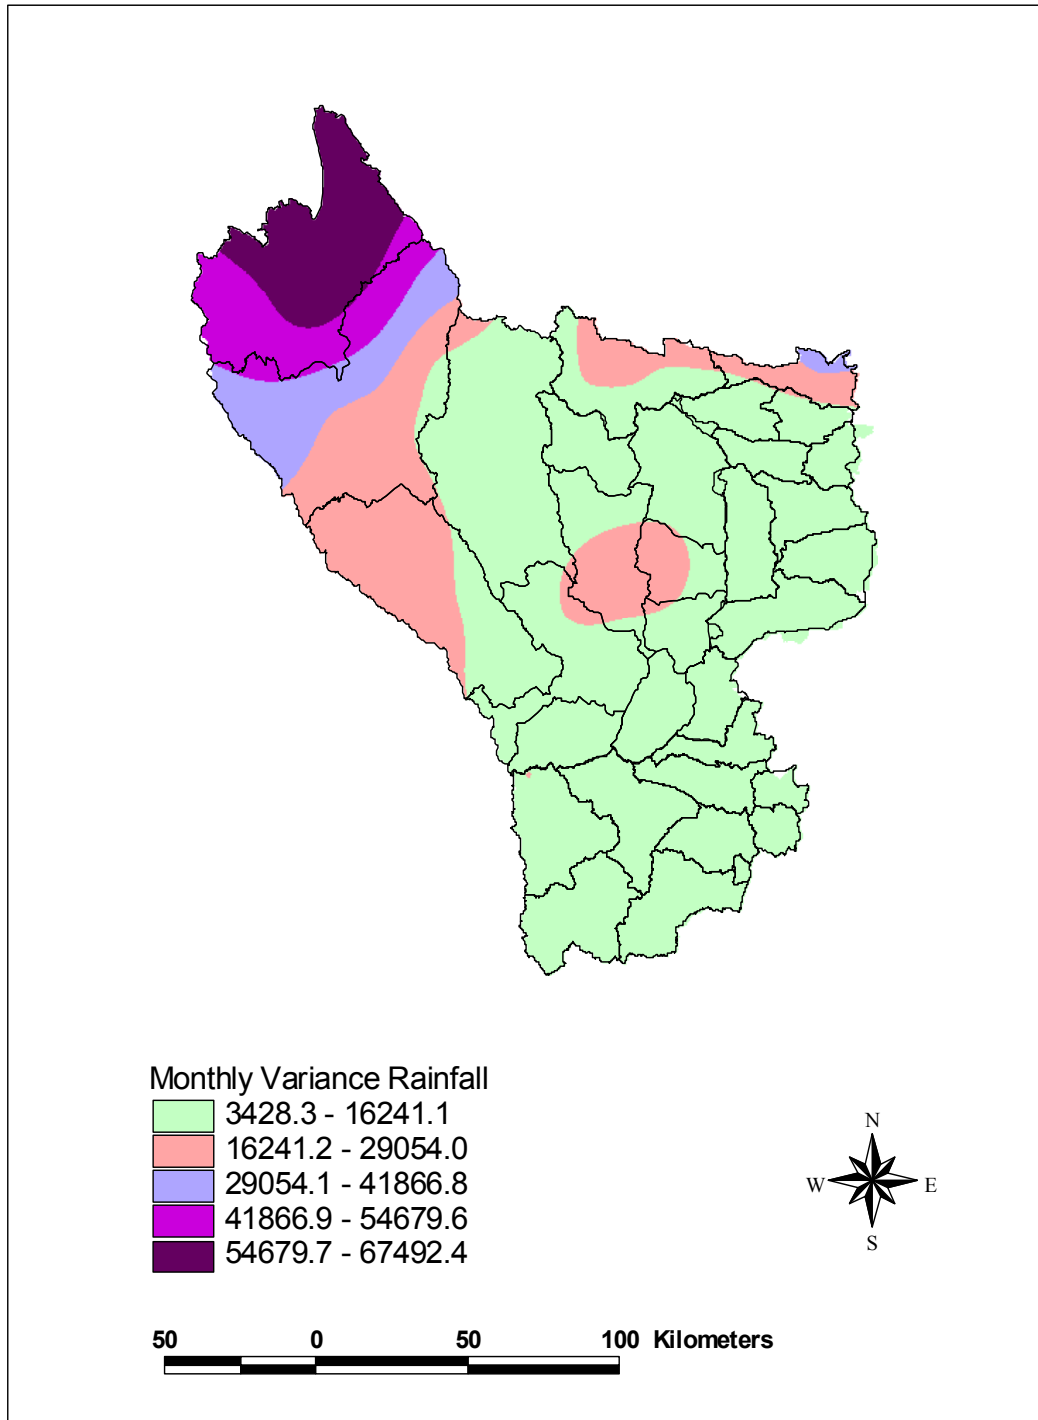 Monthly Variance Rainfall
3428.3 - 16241.1
16241.2 - 29054.0
29054.1 - 41866.8
41866.9 - 54679.6
54679.7 - 67492.4
N
W E
S
50 0 50 100 Kilometers